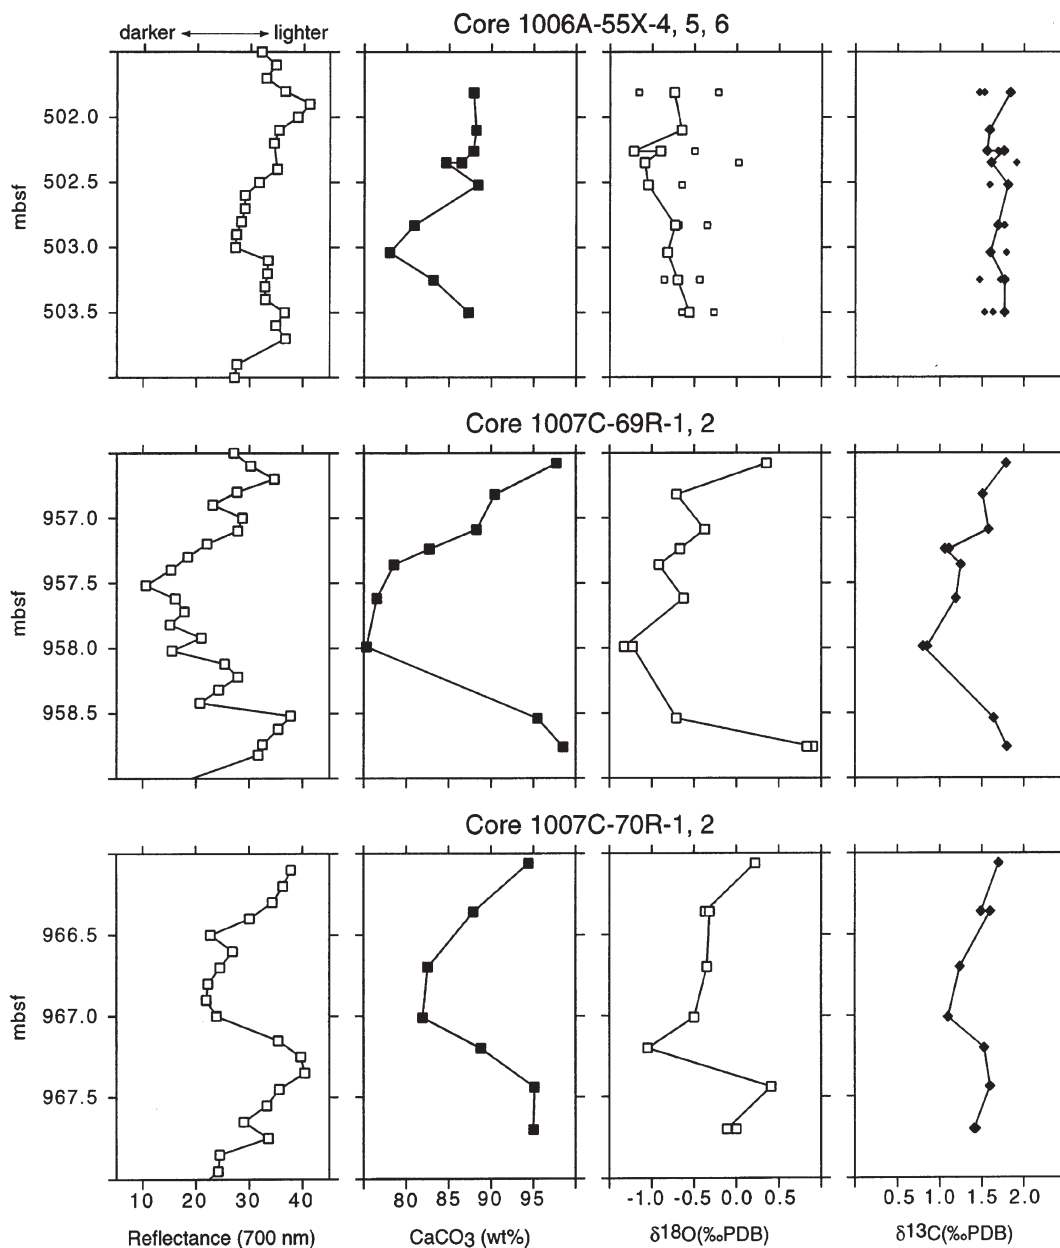 Core 1006A-55X-4, 5, 6
darker lighter
502.0
502.5
503.0
503.5
mbsf
Core 1007C-69R-1, 2
957.0
957.5
958.0
958.5
mbsf
Core 1007C-70R-1, 2
966.5
967.0
967.5
mbsf
10 20 30 40
80 85 90 95
-1.0 -0.5 0.0 0.5
0.5 1.0 1.5 2.0
Reflectance (700 nm)
CaCO₃ (wt%)
δ¹⁸O(‰PDB)
δ¹³C(‰PDB)